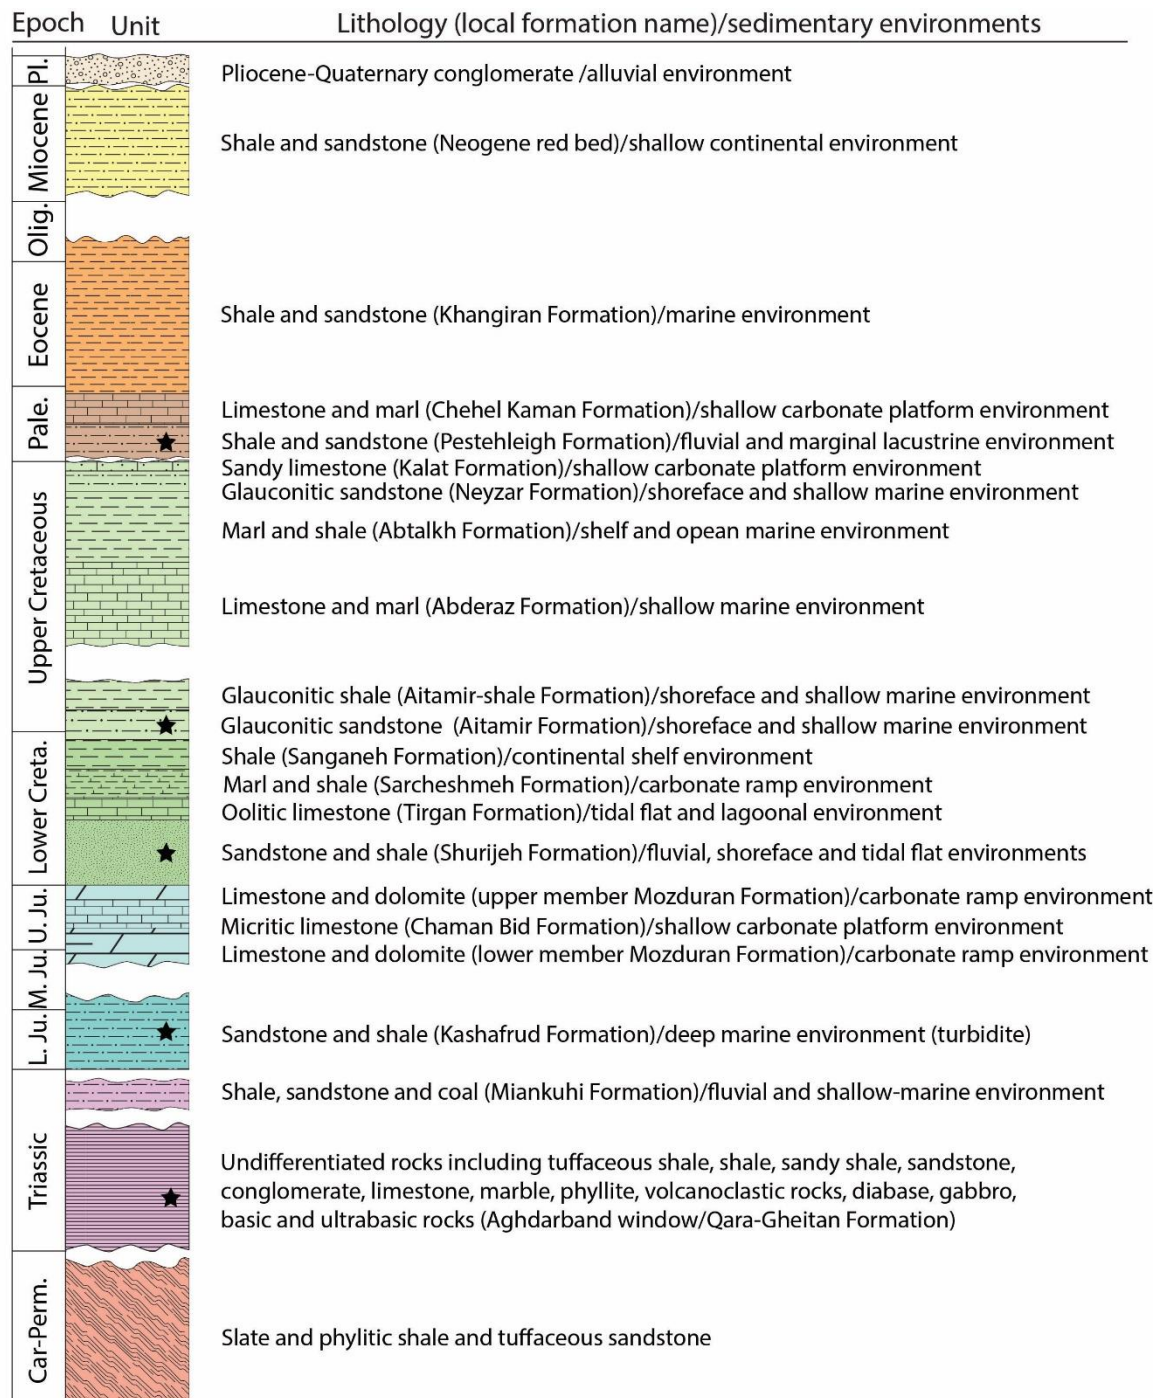 Epoch Unit Lithology (local formation name)/sedimentary environments
Pl.
Pliocene-Quaternary conglomerate /alluvial environment
Miocene
Shale and sandstone (Neogene red bed)/shallow continental environment
Olig.
Eocene
Shale and sandstone (Khangiran Formation)/marine environment
Pale.
Limestone and marl (Chehel Kaman Formation)/shallow carbonate platform environment
Shale and sandstone (Pestehleigh Formation)/fluvial and marginal lacustrine environment
Upper Cretaceous
Sandy limestone (Kalat Formation)/shallow carbonate platform environment
Glauconitic sandstone (Neyzar Formation)/shoreface and shallow marine environment
Marl and shale (Abtalkh Formation)/shelf and opean marine environment
Limestone and marl (Abderaz Formation)/shallow marine environment
Glauconitic shale (Aitamir-shale Formation)/shoreface and shallow marine environment
Glauconitic sandstone (Aitamir Formation)/shoreface and shallow marine environment
Lower Creta.
Shale (Sanganeh Formation)/continental shelf environment
Marl and shale (Sarcheshmeh Formation)/carbonate ramp environment
Oolitic limestone (Tirgan Formation)/tidal flat and lagoonal environment
Sandstone and shale (Shurijeh Formation)/fluvial, shoreface and tidal flat environments
U. Ju.
Limestone and dolomite (upper member Mozduran Formation)/carbonate ramp environment
Micritic limestone (Chaman Bid Formation)/shallow carbonate platform environment
M. Ju.
Limestone and dolomite (lower member Mozduran Formation)/carbonate ramp environment
L. Ju.
Sandstone and shale (Kashafrud Formation)/deep marine environment (turbidite)
Triassic
Shale, sandstone and coal (Miankuhi Formation)/fluvial and shallow-marine environment
Undifferentiated rocks including tuffaceous shale, shale, sandy shale, sandstone,
conglomerate, limestone, marble, phyllite, volcanoclastic rocks, diabase, gabbro,
basic and ultrabasic rocks (Aghdarband window/Qara-Gheitan Formation)
Car-Perm.
Slate and phylitic shale and tuffaceous sandstone